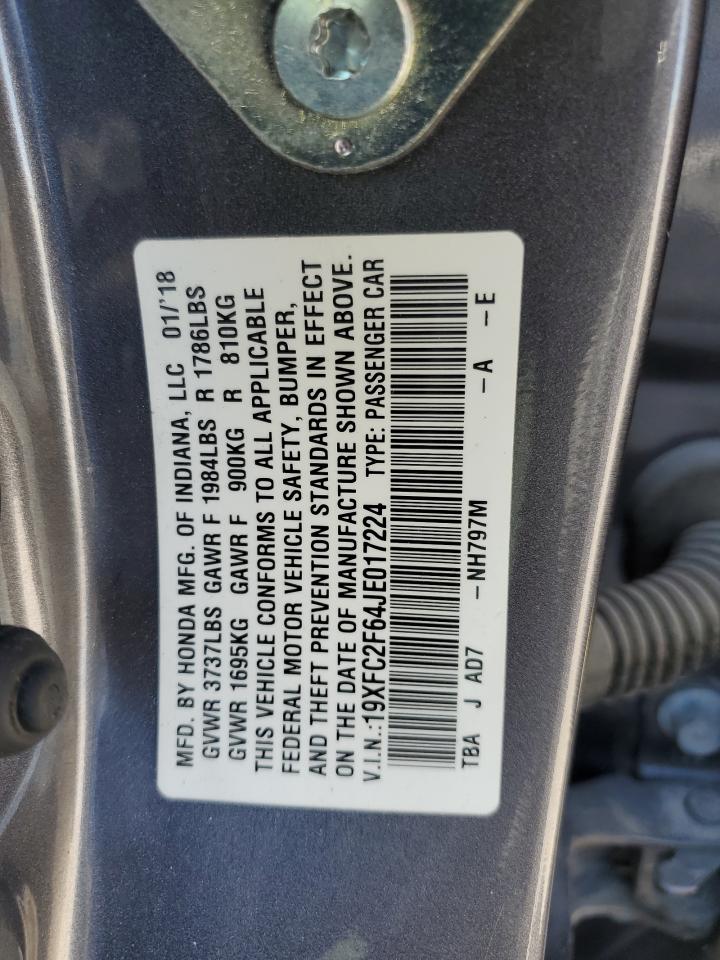 MFD. BY HONDA MFG. OF INDIANA, LLC 01/'18
GVWR 3737LBS GAWR F 1984LBS R 1786LBS
GVWR 1695KG GAWR F 900KG R 810KG
THIS VEHICLE CONFORMS TO ALL APPLICABLE
FEDERAL MOTOR VEHICLE SAFETY, BUMPER,
AND THEFT PREVENTION STANDARDS IN EFFECT
ON THE DATE OF MANUFACTURE SHOWN ABOVE.
V.I.N.:19XFC2F64JE017224 TYPE: PASSENGER CAR
TBA J AD7 -NH797M -A -E